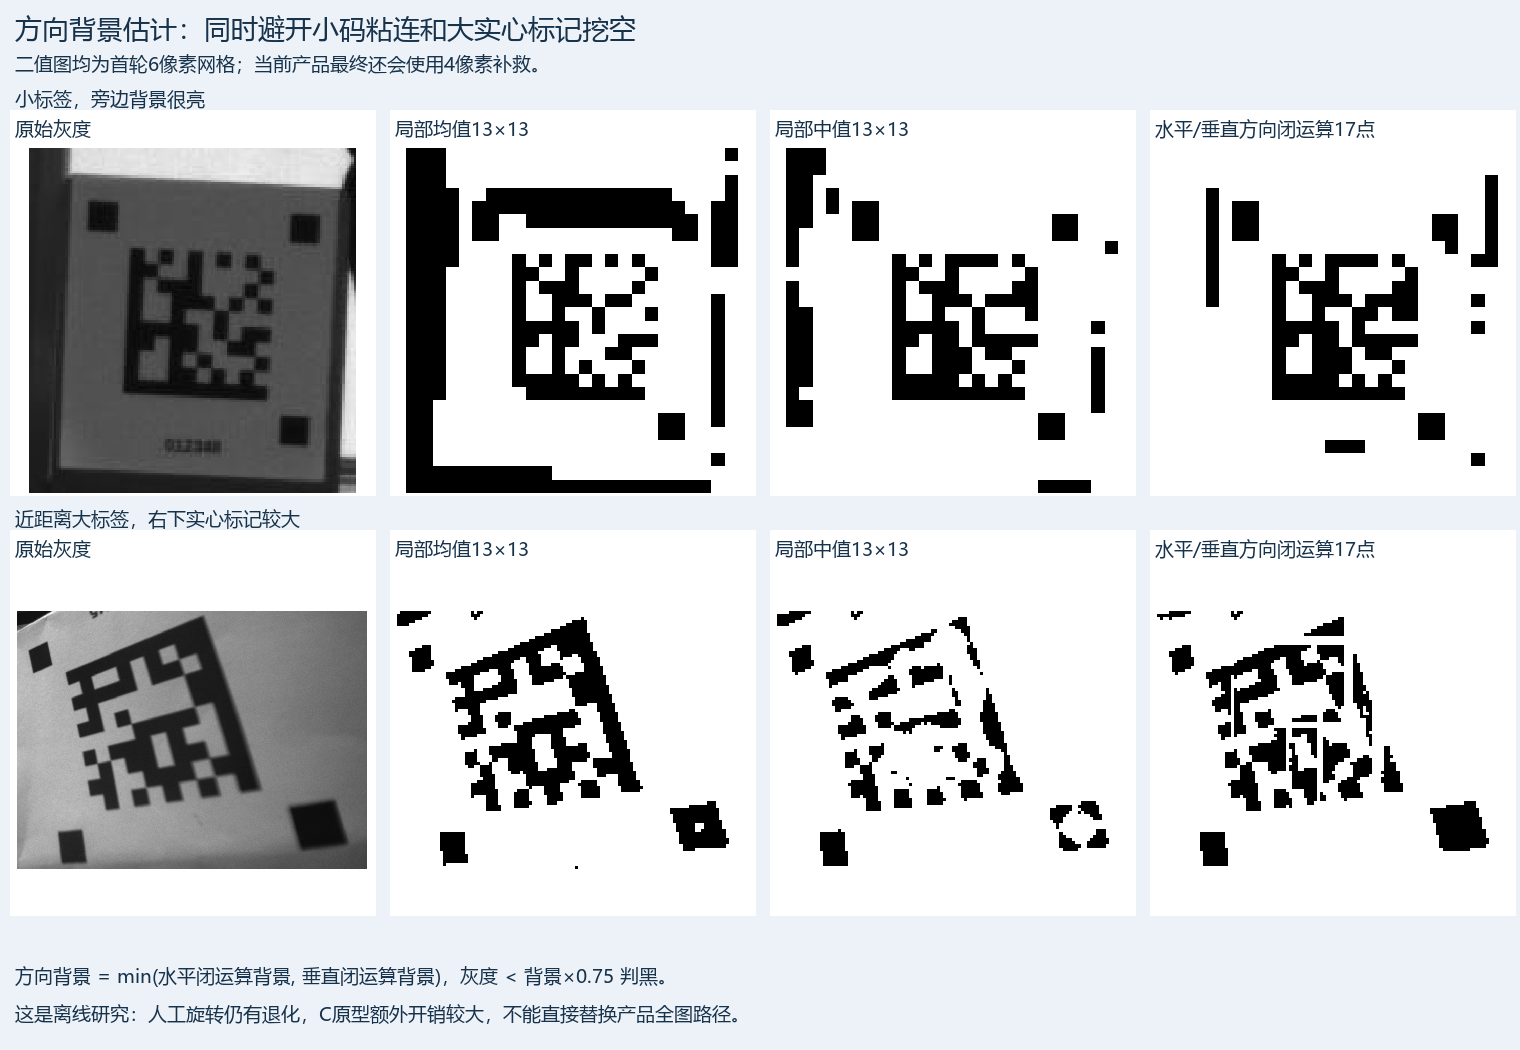 方向背景估计：同时避开小码粘连和大实心标记挖空
二值图均为首轮6像素网格；当前产品最终还会使用4像素补救。
小标签，旁边背景很亮
原始灰度
局部均值13×13
局部中值13×13
水平/垂直方向闭运算17点
012348
近距离大标签，右下实心标记较大
原始灰度
局部均值13×13
局部中值13×13
水平/垂直方向闭运算17点
方向背景 = min(水平闭运算背景, 垂直闭运算背景)，灰度 < 背景×0.75 判黑。
这是离线研究：人工旋转仍有退化，C原型额外开销较大，不能直接替换产品全图路径。